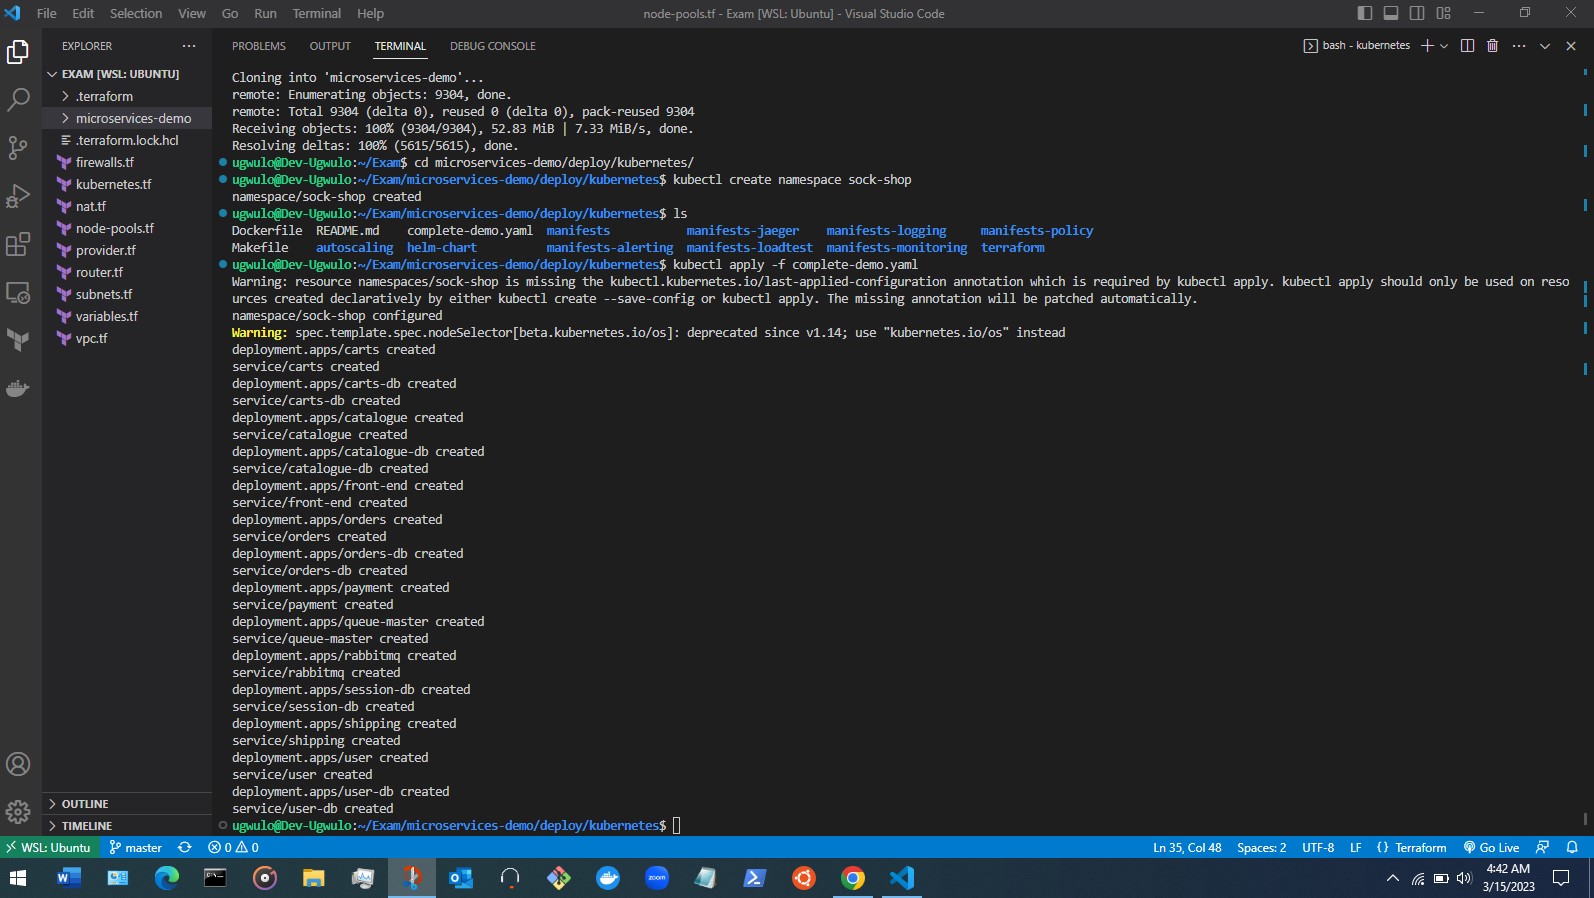 File Edit Selection View Go Run Terminal Help
node-pools.tf - Exam [WSL: Ubuntu] - Visual Studio Code
EXPLORER
EXAM [WSL: UBUNTU]
.terraform
microservices-demo
.terraform.lock.hcl
firewalls.tf
kubernetes.tf
nat.tf
node-pools.tf
provider.tf
router.tf
subnets.tf
variables.tf
vpc.tf
OUTLINE
TIMELINE
PROBLEMS OUTPUT TERMINAL DEBUG CONSOLE
bash - kubernetes
Cloning into 'microservices-demo'...
remote: Enumerating objects: 9304, done.
remote: Total 9304 (delta 0), reused 0 (delta 0), pack-reused 9304
Receiving objects: 100% (9304/9304), 52.83 MiB | 7.33 MiB/s, done.
Resolving deltas: 100% (5615/5615), done.
ugwulo@Dev-Ugwulo:~/Exam$ cd microservices-demo/deploy/kubernetes/
ugwulo@Dev-Ugwulo:~/Exam/microservices-demo/deploy/kubernetes$ kubectl create namespace sock-shop
namespace/sock-shop created
ugwulo@Dev-Ugwulo:~/Exam/microservices-demo/deploy/kubernetes$ ls
Dockerfile README.md complete-demo.yaml manifests manifests-jaeger manifests-logging manifests-policy
Makefile autoscaling helm-chart manifests-alerting manifests-loadtest manifests-monitoring terraform
ugwulo@Dev-Ugwulo:~/Exam/microservices-demo/deploy/kubernetes$ kubectl apply -f complete-demo.yaml
Warning: resource namespaces/sock-shop is missing the kubectl.kubernetes.io/last-applied-configuration annotation which is required by kubectl apply. kubectl apply should only be used on reso
urces created declaratively by either kubectl create --save-config or kubectl apply. The missing annotation will be patched automatically.
namespace/sock-shop configured
Warning: spec.template.spec.nodeSelector[beta.kubernetes.io/os]: deprecated since v1.14; use "kubernetes.io/os" instead
deployment.apps/carts created
service/carts created
deployment.apps/carts-db created
service/carts-db created
deployment.apps/catalogue created
service/catalogue created
deployment.apps/catalogue-db created
service/catalogue-db created
deployment.apps/front-end created
service/front-end created
deployment.apps/orders created
service/orders created
deployment.apps/orders-db created
service/orders-db created
deployment.apps/payment created
service/payment created
deployment.apps/queue-master created
service/queue-master created
deployment.apps/rabbitmq created
service/rabbitmq created
deployment.apps/session-db created
service/session-db created
deployment.apps/shipping created
service/shipping created
deployment.apps/user created
service/user created
deployment.apps/user-db created
service/user-db created
ugwulo@Dev-Ugwulo:~/Exam/microservices-demo/deploy/kubernetes$
WSL: Ubuntu master 0 0 Ln 35, Col 48 Spaces: 2 UTF-8 LF {} Terraform Go Live
zoom
4:42 AM
3/15/2023